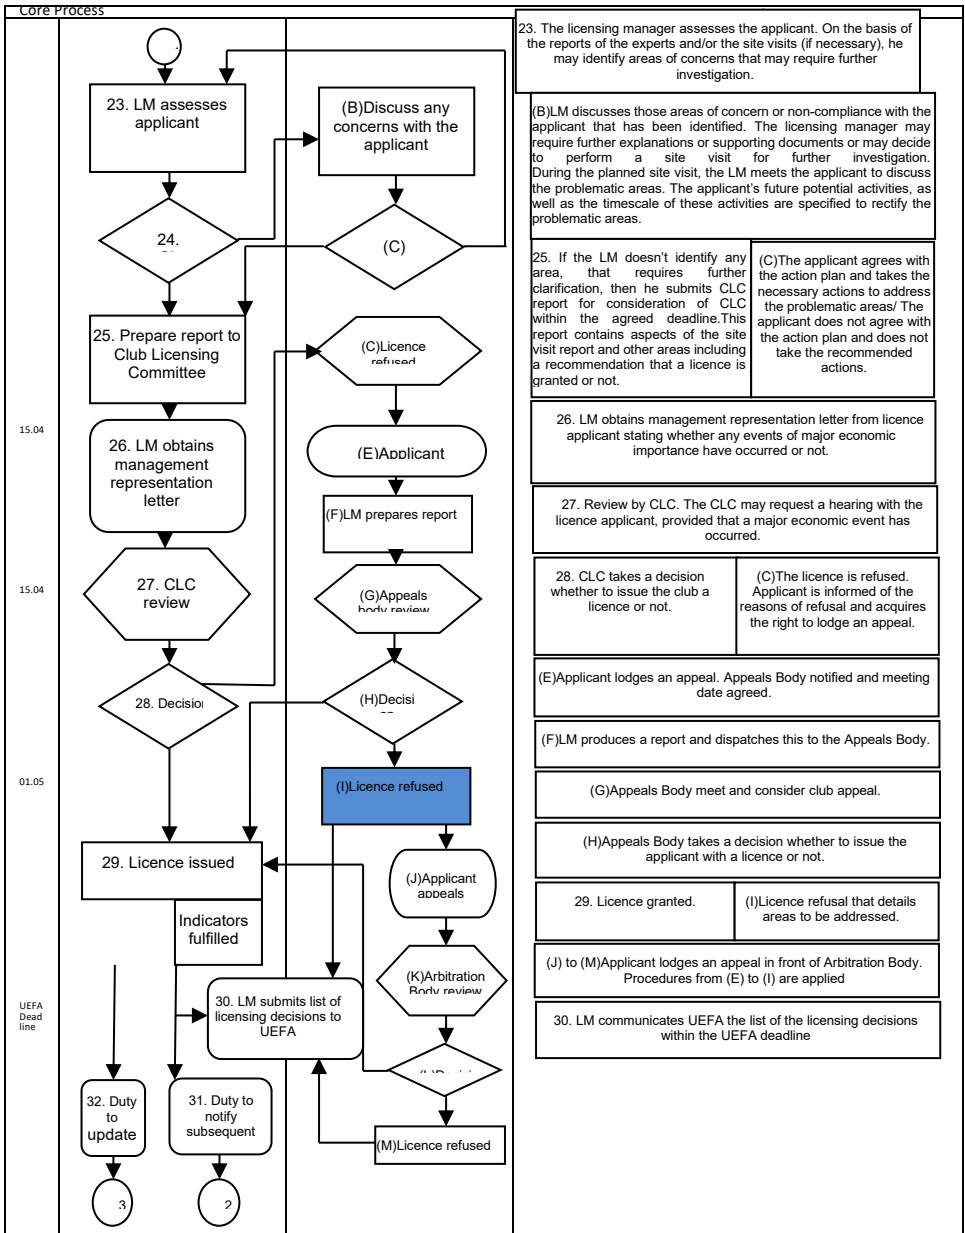 Core Process
23. LM assesses
applicant
(B)Discuss any
concerns with the
applicant
24.
(C)
25. Prepare report to
Club Licensing
Committee
(C)Licence
refused
15.04
26. LM obtains
management
representation
letter
(E)Applicant
(F)LM prepares report
15.04
27. CLC
review
(G)Appeals
body review
28. Decision
(H)Decisi
on
01.05
(I)Licence refused
29. Licence issued
(J)Applicant
appeals
Indicators
fulfilled
(K)Arbitration
Body review
UEFA
Dead
line
30. LM submits list of
licensing decisions to
UEFA
32. Duty
to
update
31. Duty to
notify
subsequent
(M)Licence refused
3
2
23. The licensing manager assesses the applicant. On the basis of
the reports of the experts and/or the site visits (if necessary), he
may identify areas of concerns that may require further
investigation.
(B)LM discusses those areas of concern or non-compliance with the
applicant that has been identified. The licensing manager may
require further explanations or supporting documents or may decide
to perform a site visit for further investigation.
During the planned site visit, the LM meets the applicant to discuss
the problematic areas. The applicant's future potential activities, as
well as the timescale of these activities are specified to rectify the
problematic areas.
25. If the LM doesn't identify any
area, that requires further
clarification, then he submits CLC
report for consideration of CLC
within the agreed deadline.This
report contains aspects of the site
visit report and other areas including
a recommendation that a licence is
granted or not.
(C)The applicant agrees with
the action plan and takes the
necessary actions to address
the problematic areas/ The
applicant does not agree with
the action plan and does not
take the recommended
actions.
26. LM obtains management representation letter from licence
applicant stating whether any events of major economic
importance have occurred or not.
27. Review by CLC. The CLC may request a hearing with the
licence applicant, provided that a major economic event has
occurred.
28. CLC takes a decision
whether to issue the club a
licence or not.
(C)The licence is refused.
Applicant is informed of the
reasons of refusal and acquires
the right to lodge an appeal.
(E)Applicant lodges an appeal. Appeals Body notified and meeting
date agreed.
(F)LM produces a report and dispatches this to the Appeals Body.
(G)Appeals Body meet and consider club appeal.
(H)Appeals Body takes a decision whether to issue the
applicant with a licence or not.
29. Licence granted.
(I)Licence refusal that details
areas to be addressed.
(J) to (M)Applicant lodges an appeal in front of Arbitration Body.
Procedures from (E) to (I) are applied
30. LM communicates UEFA the list of the licensing decisions
within the UEFA deadline